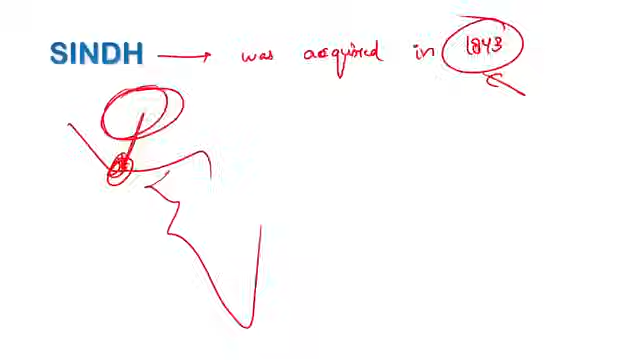 SINDH → was acquired in 1843